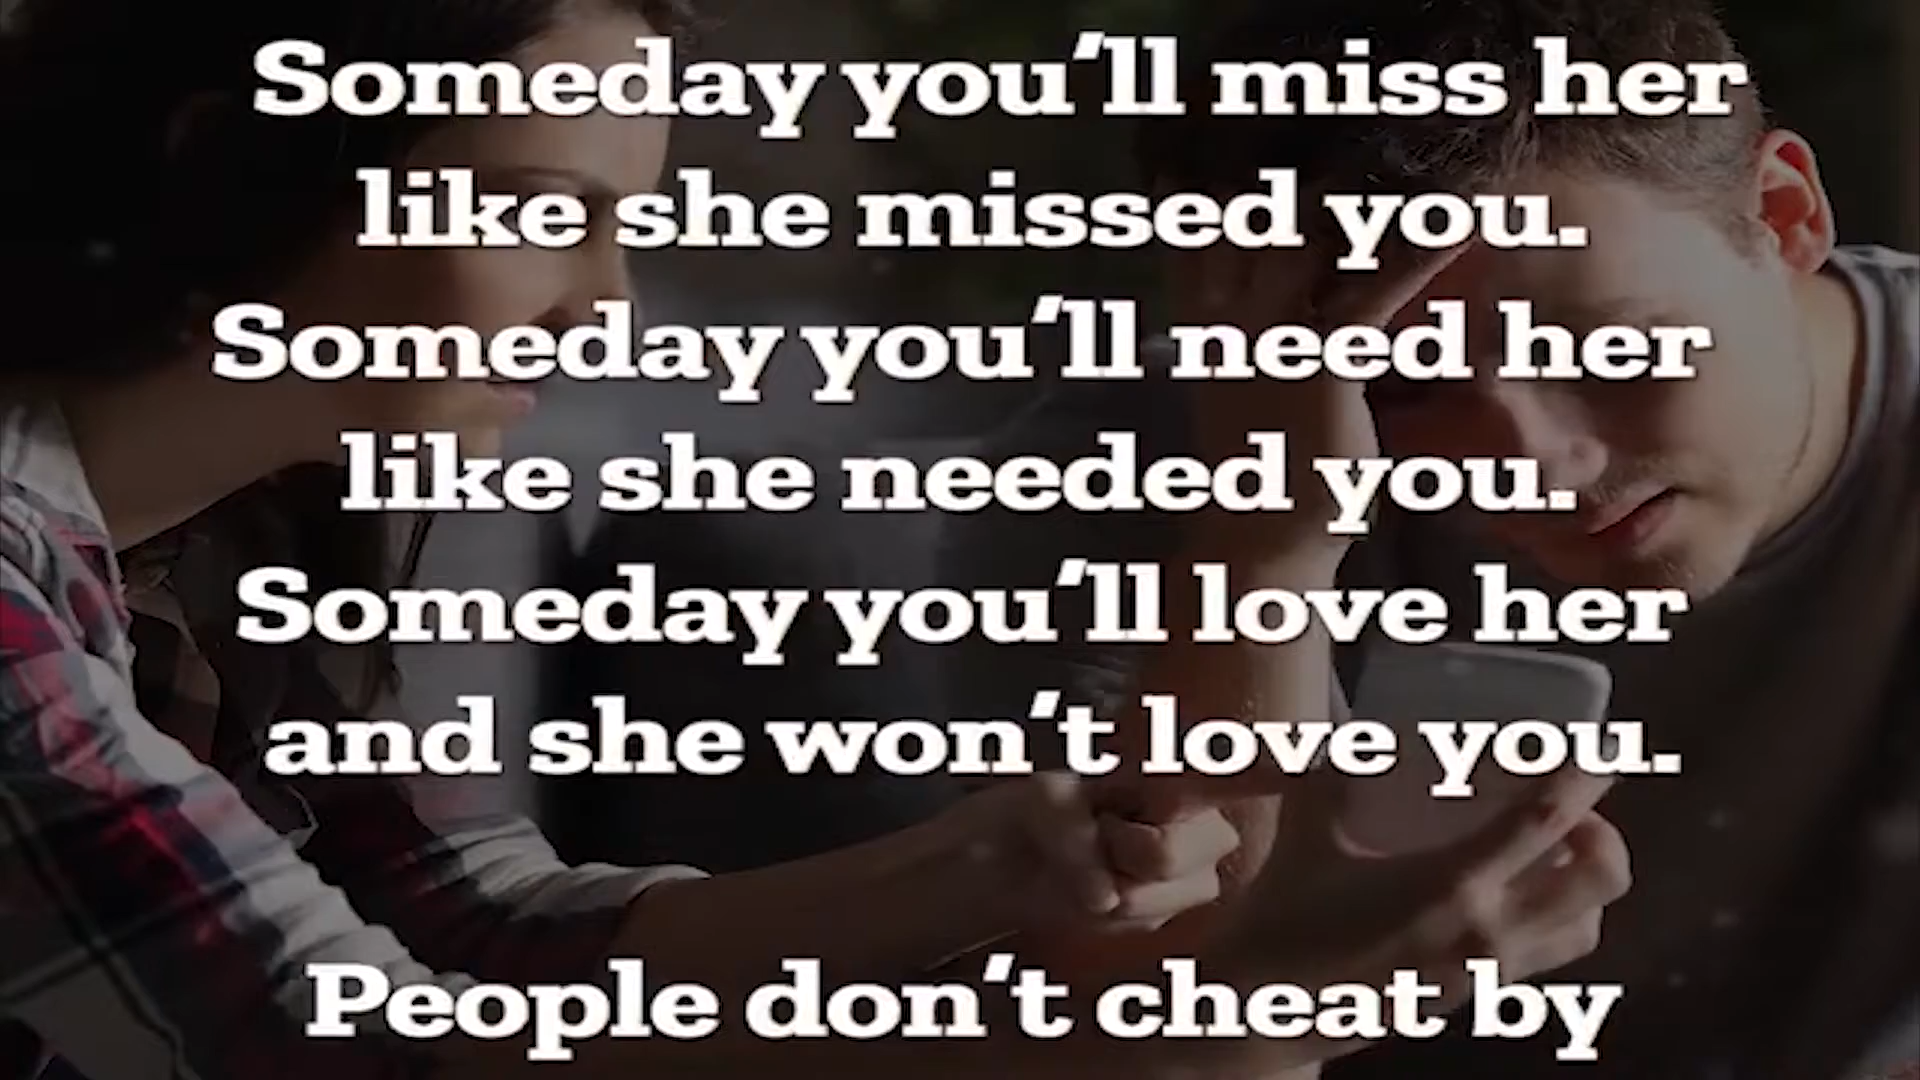 Someday you'll miss her
like she missed you.
Someday you'll need her
like she needed you.
Someday you'll love her
and she won't love you.
People don't cheat by